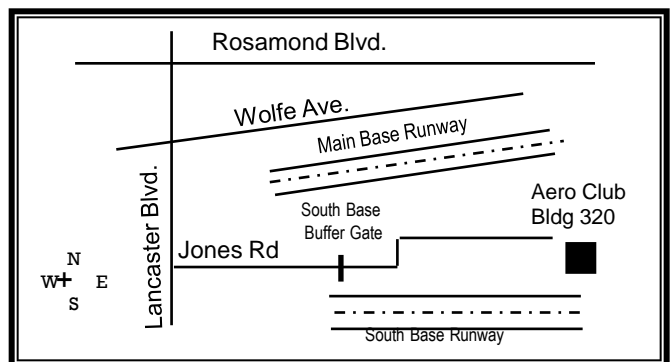 Rosamond Blvd.
Wolfe Ave.
Main Base Runway
Lancaster Blvd.
South Base
Buffer Gate
Aero Club
Bldg 320
Jones Rd
N
W E
S
South Base Runway